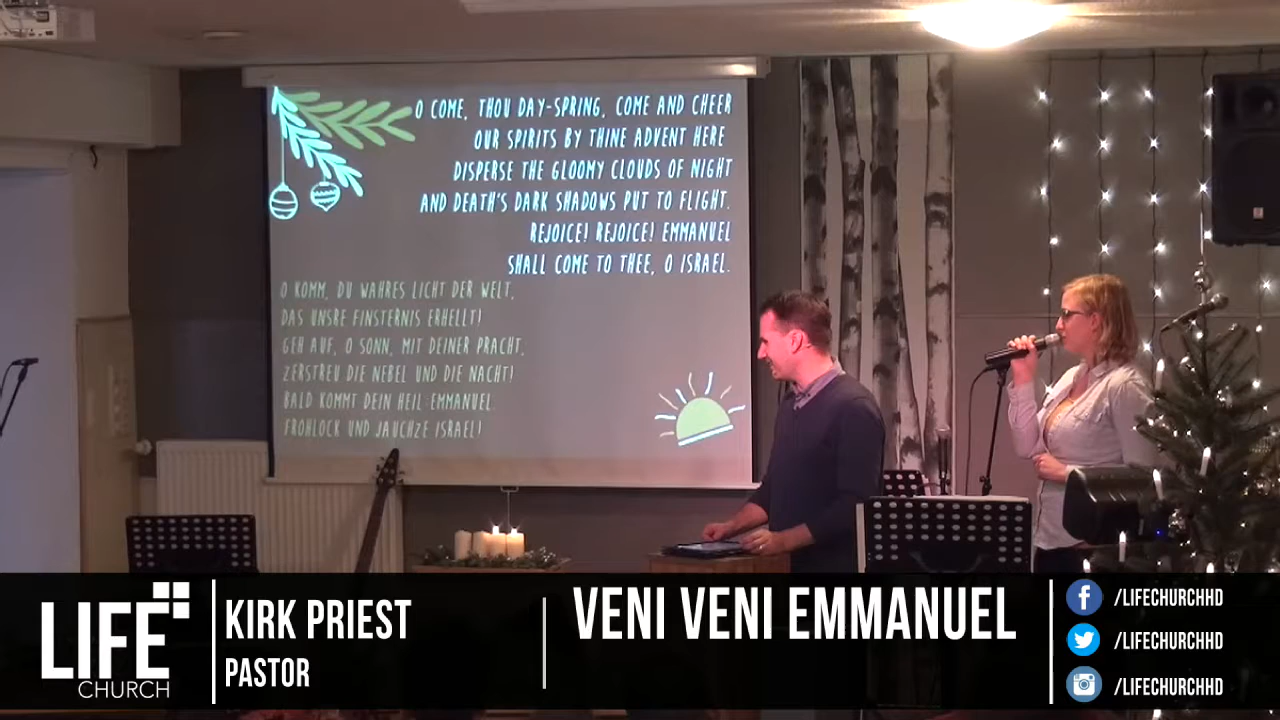 O COME, THOU DAY-SPRING, COME AND CHEER
OUR SPIRITS BY THINE ADVENT HERE
DISPERSE THE GLOOMY CLOUDS OF NIGHT
AND DEATH'S DARK SHADOWS PUT TO FLIGHT.
REJOICE! REJOICE! EMMANUEL
SHALL COME TO THEE, O ISRAEL.
O KOMM, DU WAHRES LICHT DER WELT,
DAS UNSRE FINSTERNIS ERHELLT!
GEH AUF, O SONN, MIT DEINER PRACHT,
ZERSTREU DIE NEBEL UND DIE NACHT!
BALD KOMMT DEIN HEIL EMMANUEL.
FROHLOCK UND JAUCHZE ISRAEL!
LIFE
CHURCH
KIRK PRIEST
PASTOR
VENI VENI EMMANUEL
/LIFECHURCHHD
/LIFECHURCHHD
/LIFECHURCHHD